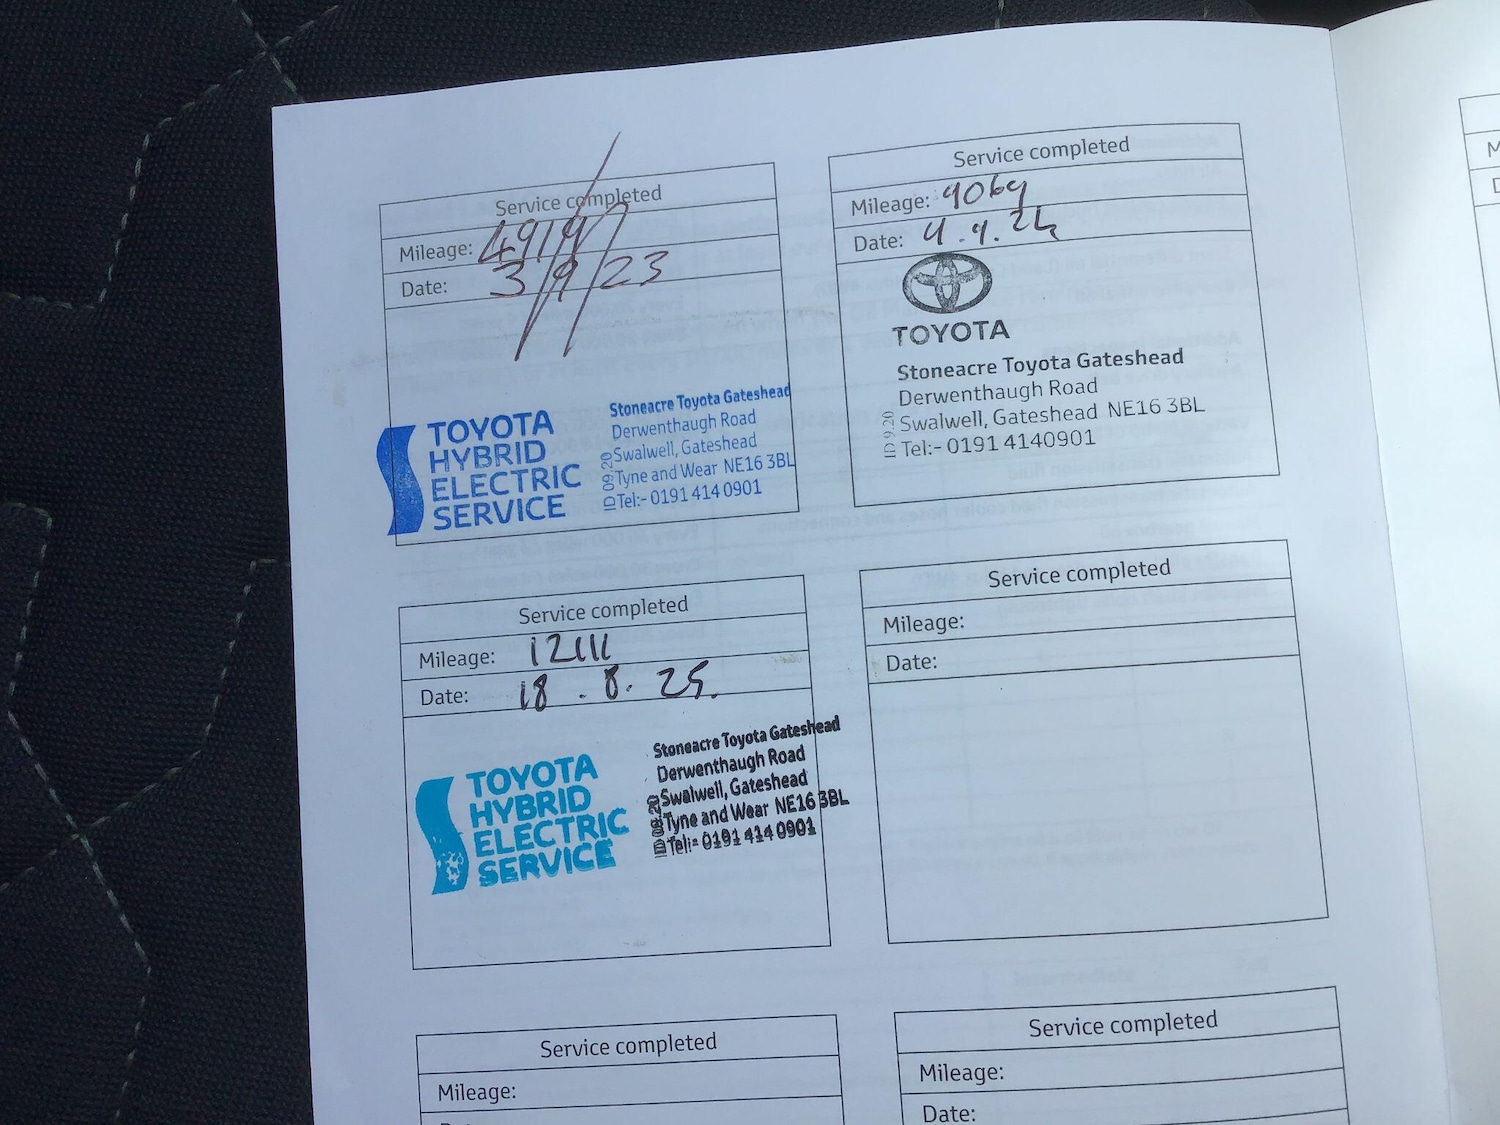 Service completed
Mileage: 4919
Date: 3/9/23
TOYOTA
HYBRID
ELECTRIC
SERVICE
Stoneacre Toyota Gateshead
Derwenthaugh Road
Swalwell, Gateshead
Tyne and Wear NE16 3BL
Tel:- 0191 414 0901
ID 09.20
Service completed
Mileage: 9069
Date: 4.9.24
TOYOTA
Stoneacre Toyota Gateshead
Derwenthaugh Road
Swalwell, Gateshead NE16 3BL
Tel:- 0191 4140901
ID 9.20
Service completed
Mileage: 12111
Date: 18.8.25.
TOYOTA
HYBRID
ELECTRIC
SERVICE
Stoneacre Toyota Gateshead
Derwenthaugh Road
Swalwell, Gateshead
Tyne and Wear NE16 3BL
Tel:- 0191 414 0901
Service completed
Mileage:
Date:
Service completed
Mileage:
Service completed
Mileage:
Date: